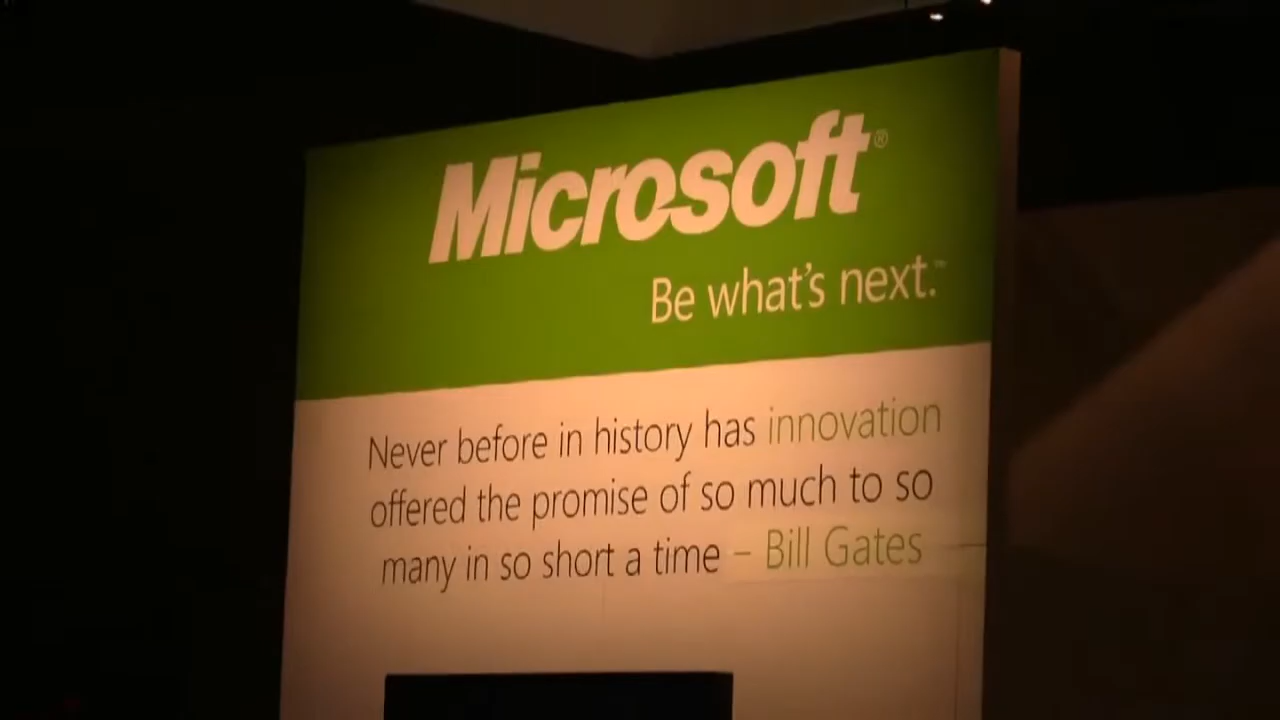 Microsoft®
Be what's next.™
Never before in history has innovation
offered the promise of so much to so
many in so short a time – Bill Gates